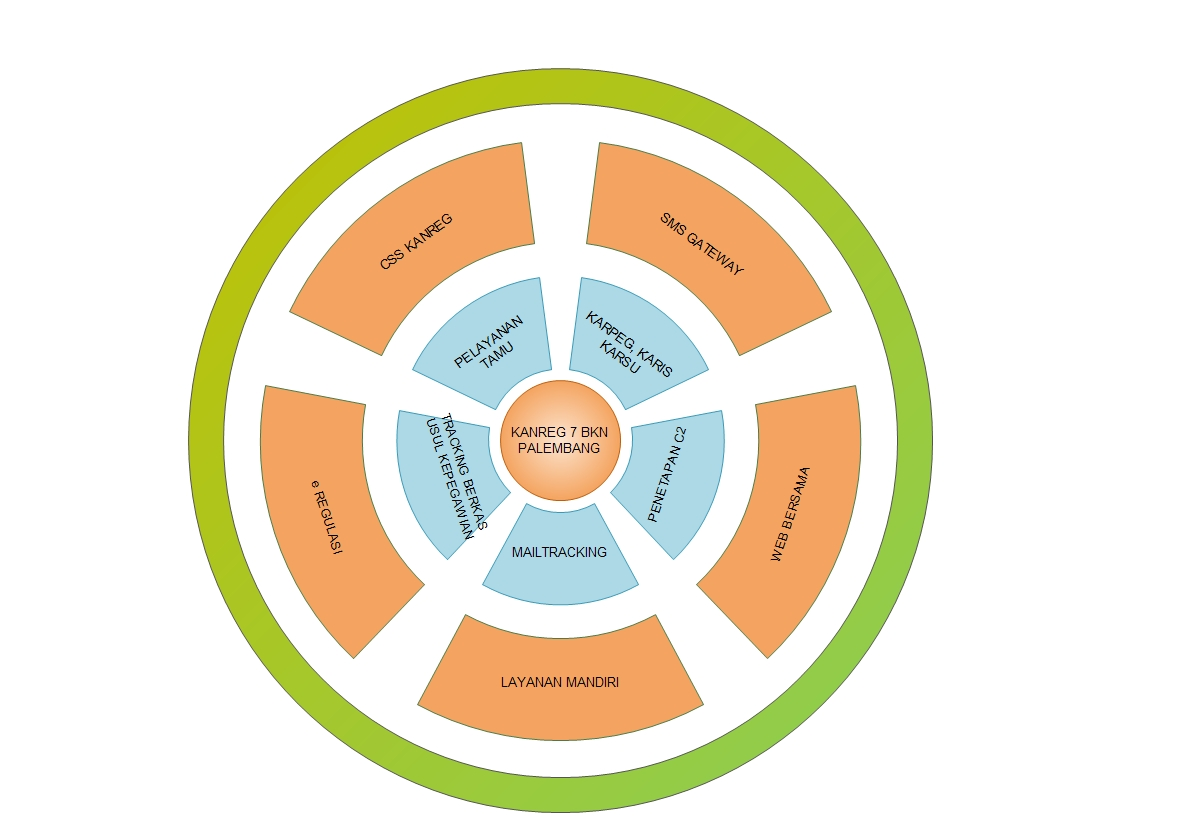 CSS KANREG
SMS GATEWAY
PELAYANAN
TAMU
KARPEG, KARIS
KARSU
KANREG 7 BKN
PALEMBANG
TRACKING BERKAS
USUL KEPEGAWIAN
PENETAPAN C2
e REGULASI
WEB BERSAMA
MAILTRACKING
LAYANAN MANDIRI